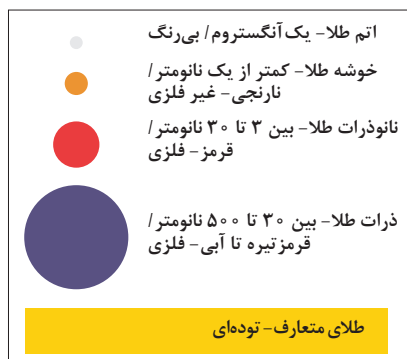 اتم طلا- یک‌آنگستروم/ بی‌رنگ
خوشه طلا- کمتر از یک نانومتر/
نارنجی- غیر فلزی
نانوذرات طلا- بین ۳ تا ۳۰ نانومتر/
قرمز- فلزی
ذرات طلا- بین ۳۰ تا ۵۰۰ نانومتر/
قرمزتیره تا آبی- فلزی
طلای متعارف- توده‌ای